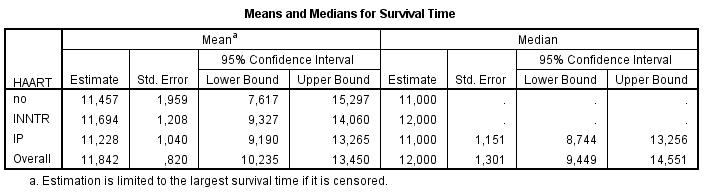 Means and Medians for Survival Time
Mean^a Median
95% Confidence Interval 95% Confidence Interval
HAART Estimate Std. Error Lower Bound Upper Bound Estimate Std. Error Lower Bound Upper Bound
no 11,457 1,959 7,617 15,297 11,000 . . .
INNTR 11,694 1,208 9,327 14,060 12,000 . . .
IP 11,228 1,040 9,190 13,265 11,000 1,151 8,744 13,256
Overall 11,842 ,820 10,235 13,450 12,000 1,301 9,449 14,551
a. Estimation is limited to the largest survival time if it is censored.